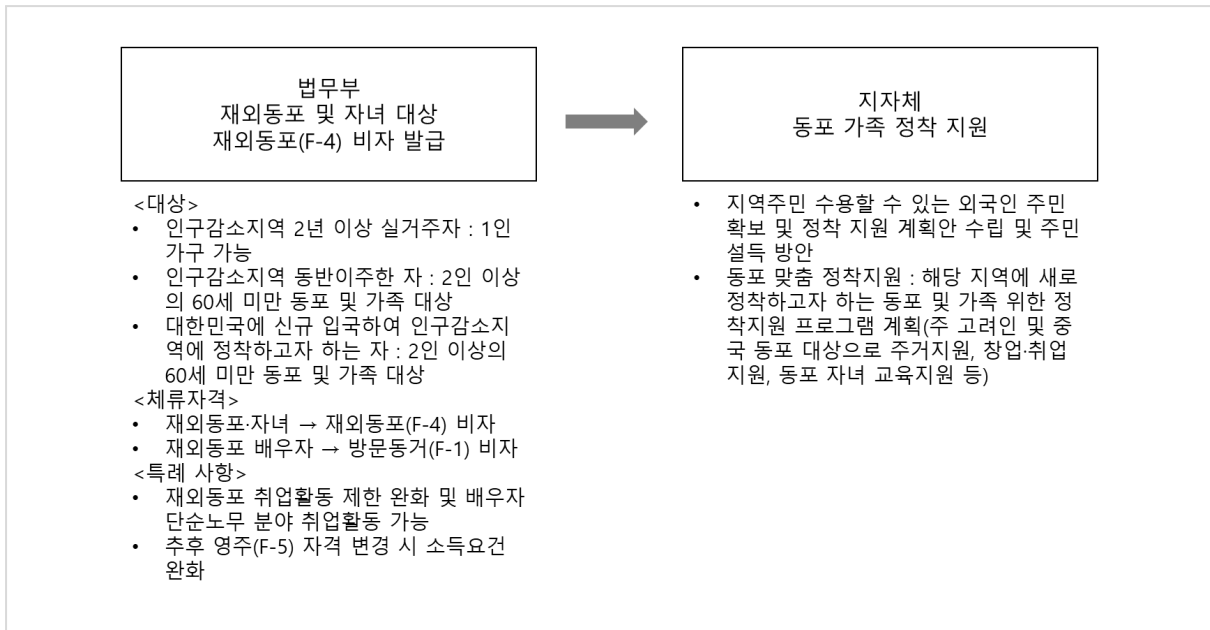 법무부
재외동포 및 자녀 대상
재외동포(F-4) 비자 발급
<대상>
• 인구감소지역 2년 이상 실거주자 : 1인
가구 가능
• 인구감소지역 동반이주한 자 : 2인 이상
의 60세 미만 동포 및 가족 대상
• 대한민국에 신규 입국하여 인구감소지
역에 정착하고자 하는 자 : 2인 이상의
60세 미만 동포 및 가족 대상
<체류자격>
• 재외동포·자녀 → 재외동포(F-4) 비자
• 재외동포 배우자 → 방문동거(F-1) 비자
<특례 사항>
• 재외동포 취업활동 제한 완화 및 배우자
단순노무 분야 취업활동 가능
• 추후 영주(F-5) 자격 변경 시 소득요건
완화
지자체
동포 가족 정착 지원
• 지역주민 수용할 수 있는 외국인 주민
확보 및 정착 지원 계획안 수립 및 주민
설득 방안
• 동포 맞춤 정착지원 : 해당 지역에 새로
정착하고자 하는 동포 및 가족 위한 정
착지원 프로그램 계획(주 고려인 및 중
국 동포 대상으로 주거지원, 창업·취업
지원, 동포 자녀 교육지원 등)